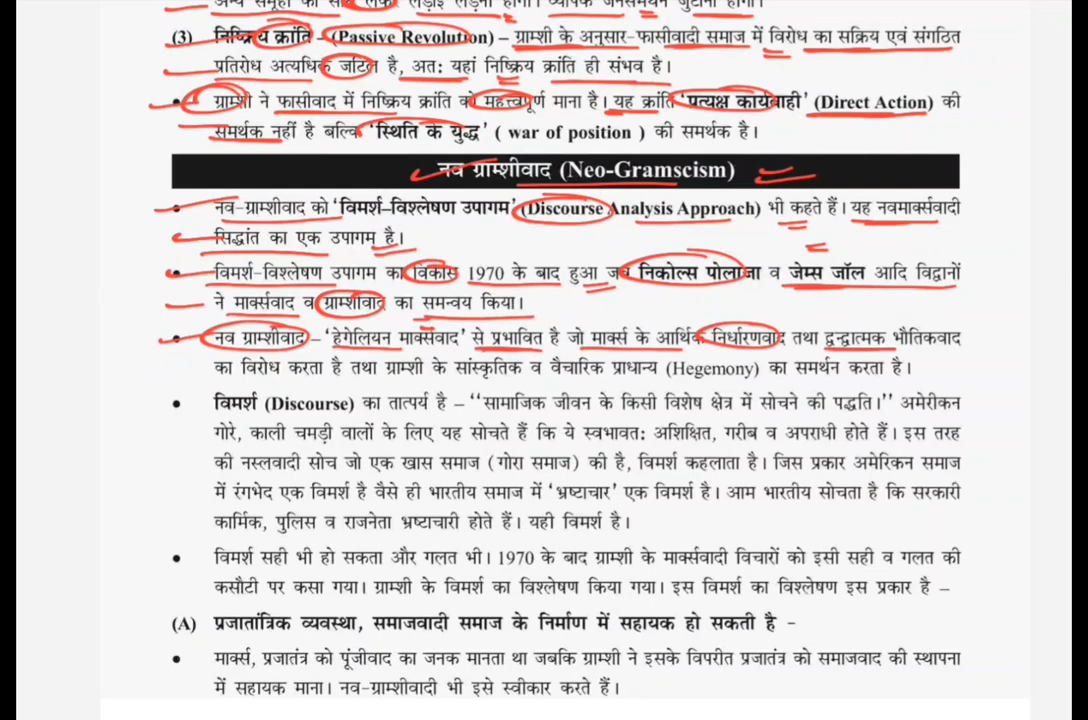 अन्य समूहों को साथ लेकर लड़ाई लड़नी होगी। व्यापक जनसमर्थन जुटाना होगा।
(3) निष्क्रिय क्रांति – (Passive Revolution) – ग्राम्शी के अनुसार-फासीवादी समाज में विरोध का सक्रिय एवं संगठित
प्रतिरोध अत्यधिक जटिल है, अतः यहां निष्क्रिय क्रांति ही संभव है।
• ग्राम्शी ने फासीवाद में निष्क्रिय क्रांति को महत्त्वपूर्ण माना है। यह क्रांति 'प्रत्यक्ष कार्यवाही' (Direct Action) की
समर्थक नहीं है बल्कि 'स्थिति के युद्ध' ( war of position ) की समर्थक है।
नव ग्राम्शीवाद (Neo-Gramscism)
• नव-ग्राम्शीवाद को 'विमर्श-विश्लेषण उपागम' (Discourse Analysis Approach) भी कहते हैं। यह नवमार्क्सवादी
सिद्धांत का एक उपागम है।
• विमर्श-विश्लेषण उपागम का विकास 1970 के बाद हुआ जब निकोल्स पोलाजा व जेम्स जॉल आदि विद्वानों
ने मार्क्सवाद व ग्राम्शीवाद का समन्वय किया।
• नव ग्राम्शीवाद – 'हेगेलियन मार्क्सवाद' से प्रभावित है जो मार्क्स के आर्थिक निर्धारणवाद तथा द्वन्द्वात्मक भौतिकवाद
का विरोध करता है तथा ग्राम्शी के सांस्कृतिक व वैचारिक प्राधान्य (Hegemony) का समर्थन करता है।
• विमर्श (Discourse) का तात्पर्य है – "सामाजिक जीवन के किसी विशेष क्षेत्र में सोचने की पद्धति।" अमेरीकन
गोरे, काली चमड़ी वालों के लिए यह सोचते हैं कि ये स्वभावतः अशिक्षित, गरीब व अपराधी होते हैं। इस तरह
की नस्लवादी सोच जो एक खास समाज (गोरा समाज) की है, विमर्श कहलाता है। जिस प्रकार अमेरिकन समाज
में रंगभेद एक विमर्श है वैसे ही भारतीय समाज में 'भ्रष्टाचार' एक विमर्श है। आम भारतीय सोचता है कि सरकारी
कार्मिक, पुलिस व राजनेता भ्रष्टाचारी होते हैं। यही विमर्श है।
• विमर्श सही भी हो सकता और गलत भी। 1970 के बाद ग्राम्शी के मार्क्सवादी विचारों को इसी सही व गलत की
कसौटी पर कसा गया। ग्राम्शी के विमर्श का विश्लेषण किया गया। इस विमर्श का विश्लेषण इस प्रकार है –
(A) प्रजातांत्रिक व्यवस्था, समाजवादी समाज के निर्माण में सहायक हो सकती है -
• मार्क्स, प्रजातंत्र को पूंजीवाद का जनक मानता था जबकि ग्राम्शी ने इसके विपरीत प्रजातंत्र को समाजवाद की स्थापना
में सहायक माना। नव-ग्राम्शीवादी भी इसे स्वीकार करते हैं।